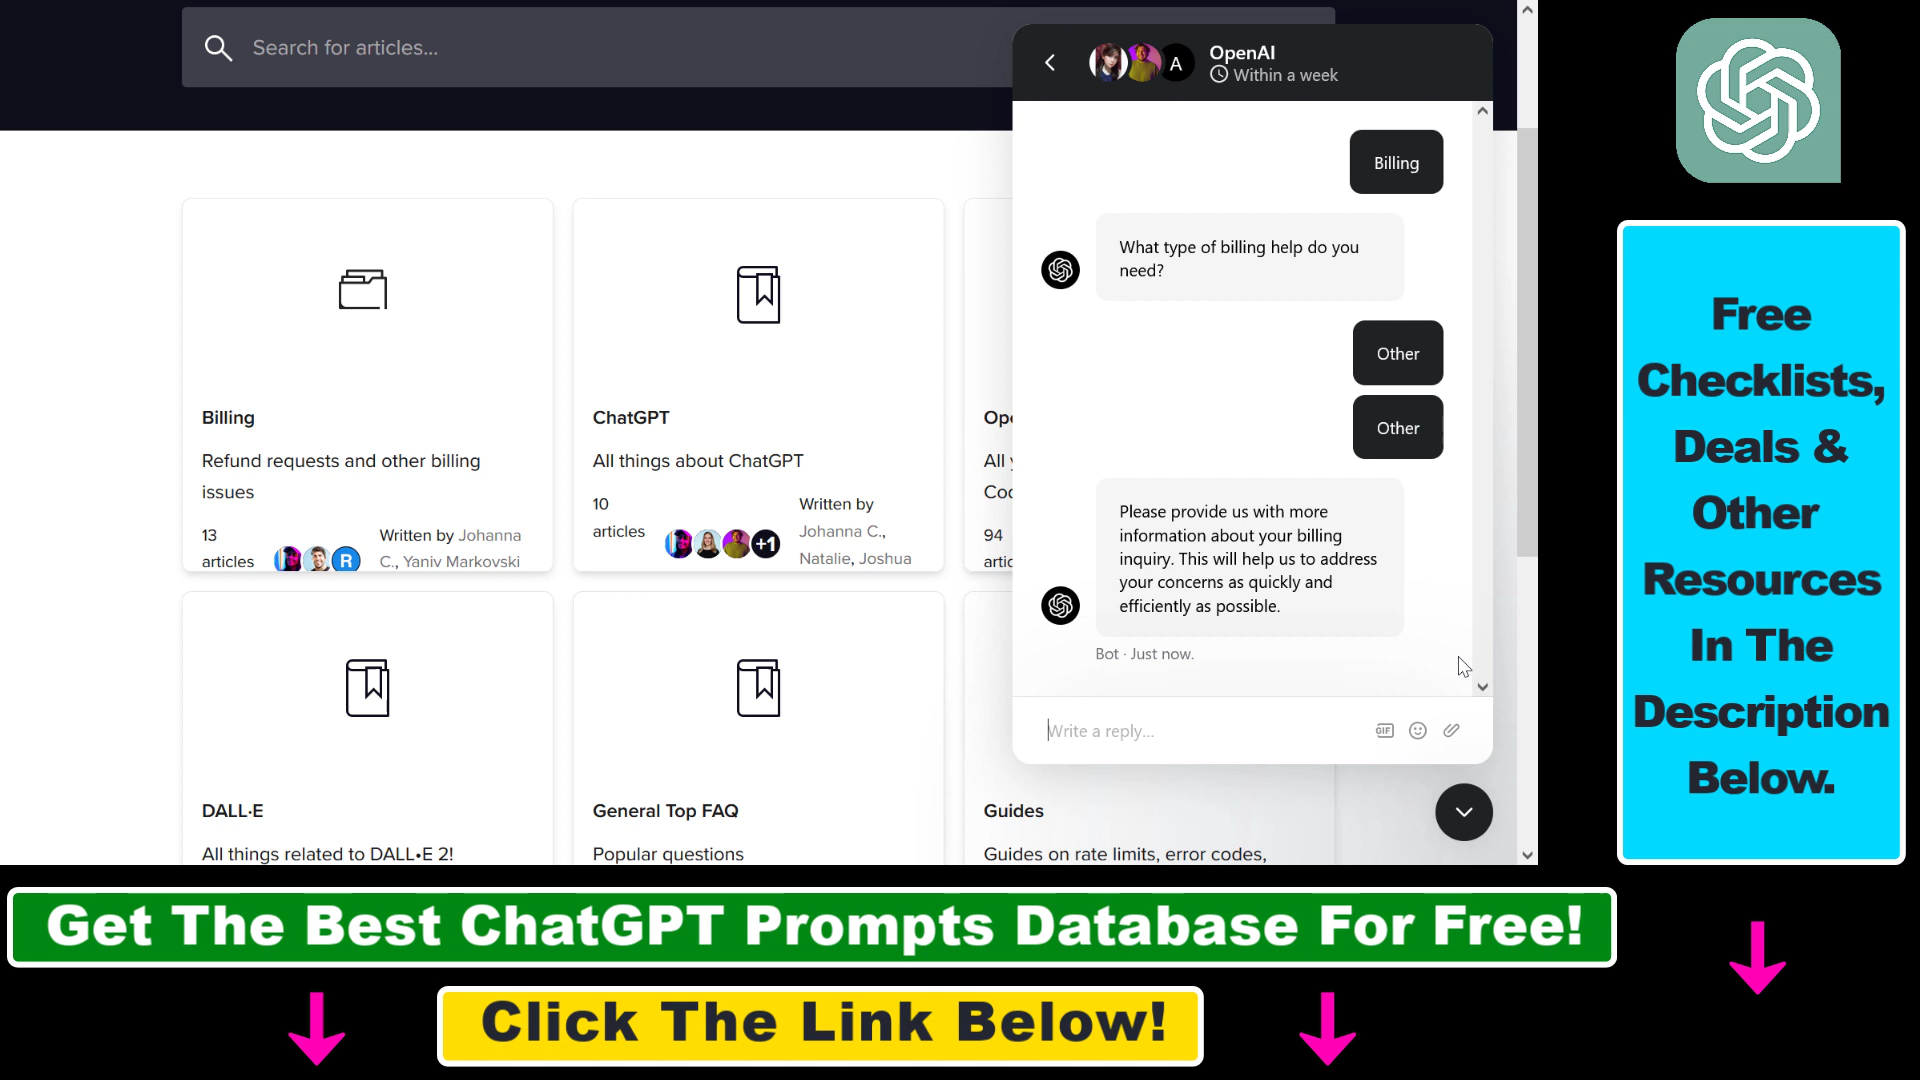 Search for articles...
Billing
Refund requests and other billing
issues
13
articles
R
Written by Johanna
C., Yaniv Markovski
ChatGPT
All things about ChatGPT
10
articles
+1
Written by
Johanna C.,
Natalie, Joshua
94
DALL·E
All things related to DALL•E 2!
General Top FAQ
Popular questions
Guides
Guides on rate limits, error codes,
A
OpenAI
Within a week
Billing
What type of billing help do you
need?
Other
Other
Please provide us with more
information about your billing
inquiry. This will help us to address
your concerns as quickly and
efficiently as possible.
Bot · Just now.
Write a reply...
GIF
Free
Checklists,
Deals &
Other
Resources
In The
Description
Below.
Get The Best ChatGPT Prompts Database For Free!
Click The Link Below!